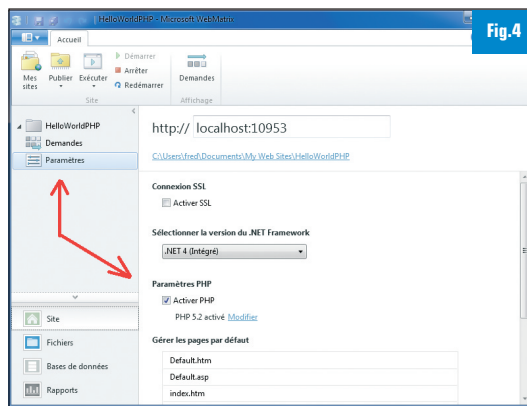 HelloWorldPHP - Microsoft WebMatrix
Fig.4
Accueil
Mes sites
Publier
Exécuter
Démarrer
Arrêter
Redémarrer
Site
Demandes
Affichage
HelloWorldPHP
Demandes
Paramètres
http:// localhost:10953
C:\Users\fred\Documents\My Web Sites\HelloWorldPHP
Connexion SSL
Activer SSL
Sélectionner la version du .NET Framework
.NET 4 (Intégré)
Paramètres PHP
Activer PHP
PHP 5.2 activé Modifier
Gérer les pages par défaut
Default.htm
Default.asp
index.htm
Site
Fichiers
Bases de données
Rapports